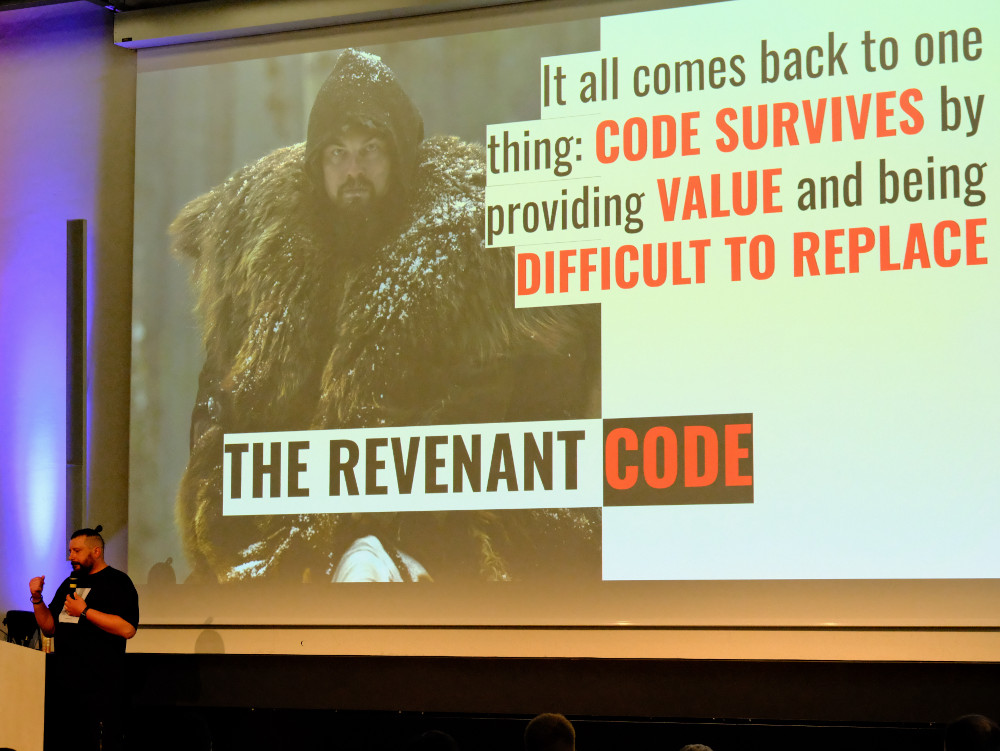 It all comes back to one
thing: CODE SURVIVES by
providing VALUE and being
DIFFICULT TO REPLACE
THE REVENANT CODE